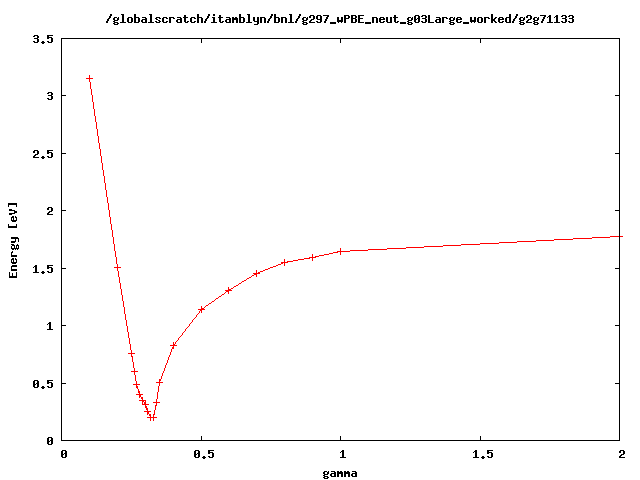 /globalscratch/itamblyn/bnl/g297_wPBE_neut_g03Large_worked/g2g71133
3.5
3
2.5
2
1.5
1
0.5
0
Energy [eV]
0 0.5 1 1.5 2
gamma